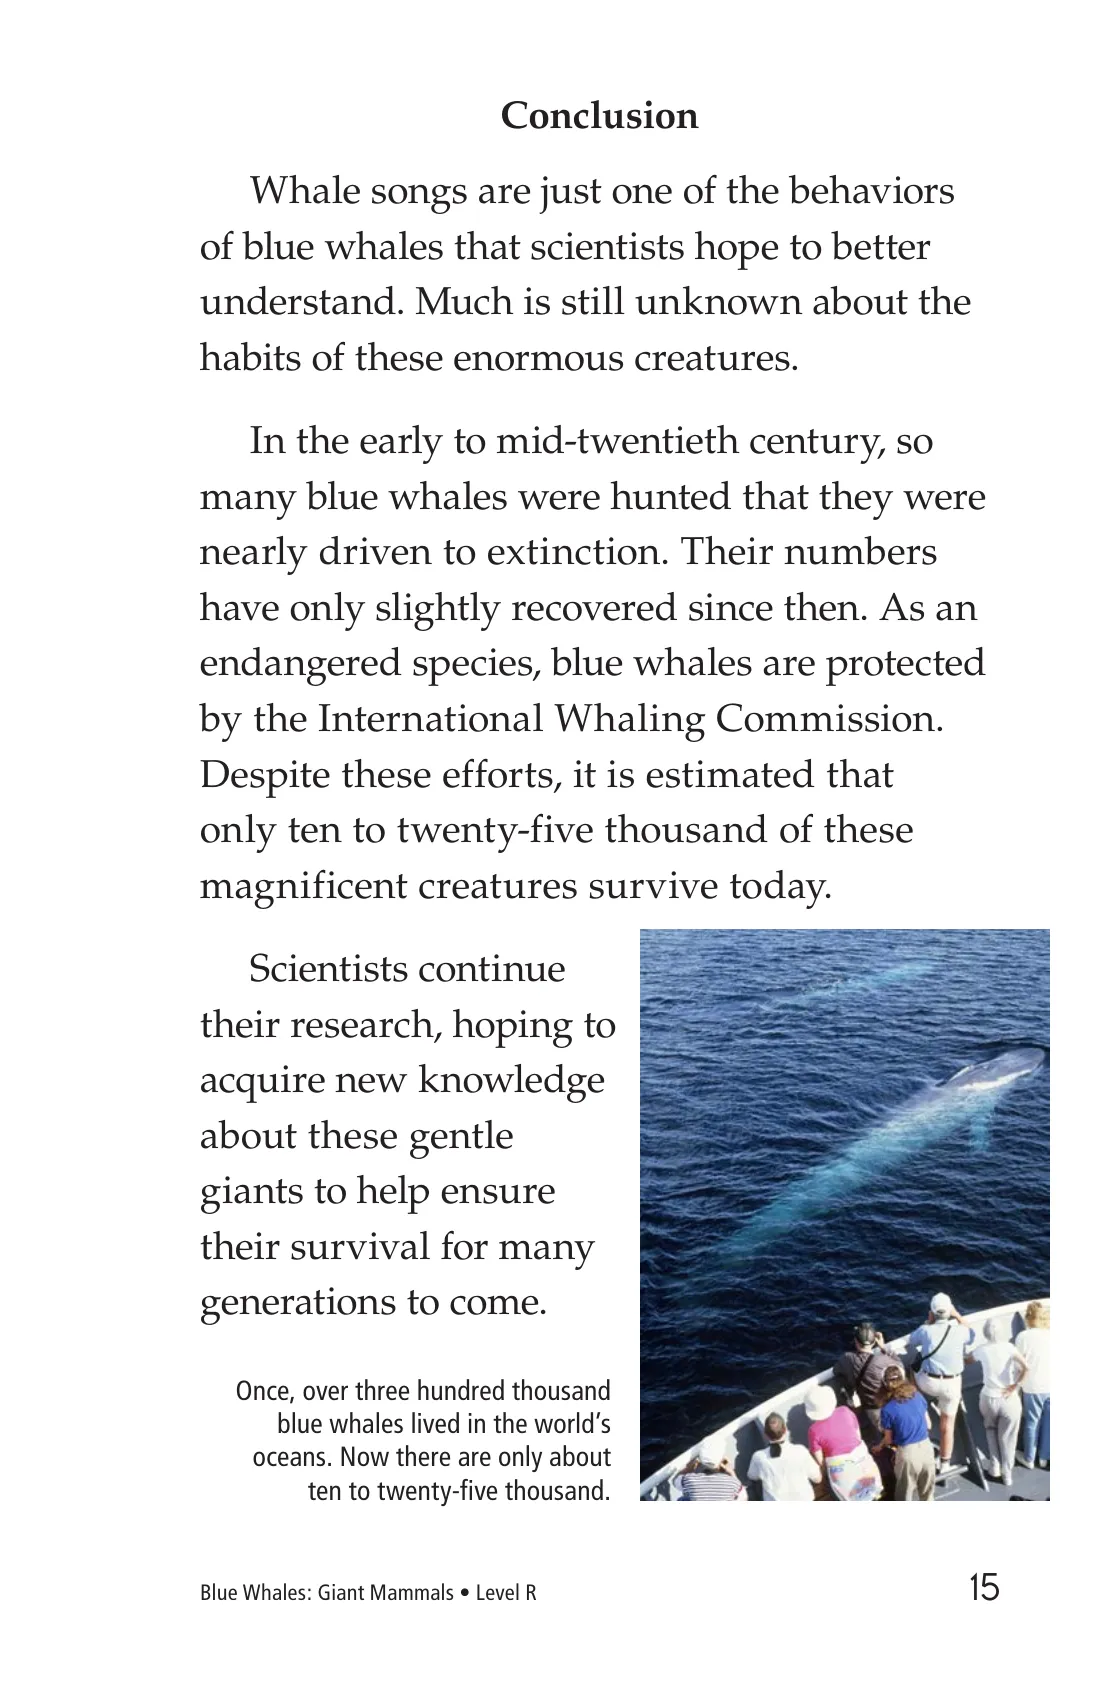 Conclusion
Whale songs are just one of the behaviors
of blue whales that scientists hope to better
understand. Much is still unknown about the
habits of these enormous creatures.
In the early to mid-twentieth century, so
many blue whales were hunted that they were
nearly driven to extinction. Their numbers
have only slightly recovered since then. As an
endangered species, blue whales are protected
by the International Whaling Commission.
Despite these efforts, it is estimated that
only ten to twenty-five thousand of these
magnificent creatures survive today.
Scientists continue
their research, hoping to
acquire new knowledge
about these gentle
giants to help ensure
their survival for many
generations to come.
Once, over three hundred thousand
blue whales lived in the world’s
oceans. Now there are only about
ten to twenty-five thousand.
Blue Whales: Giant Mammals • Level R
15